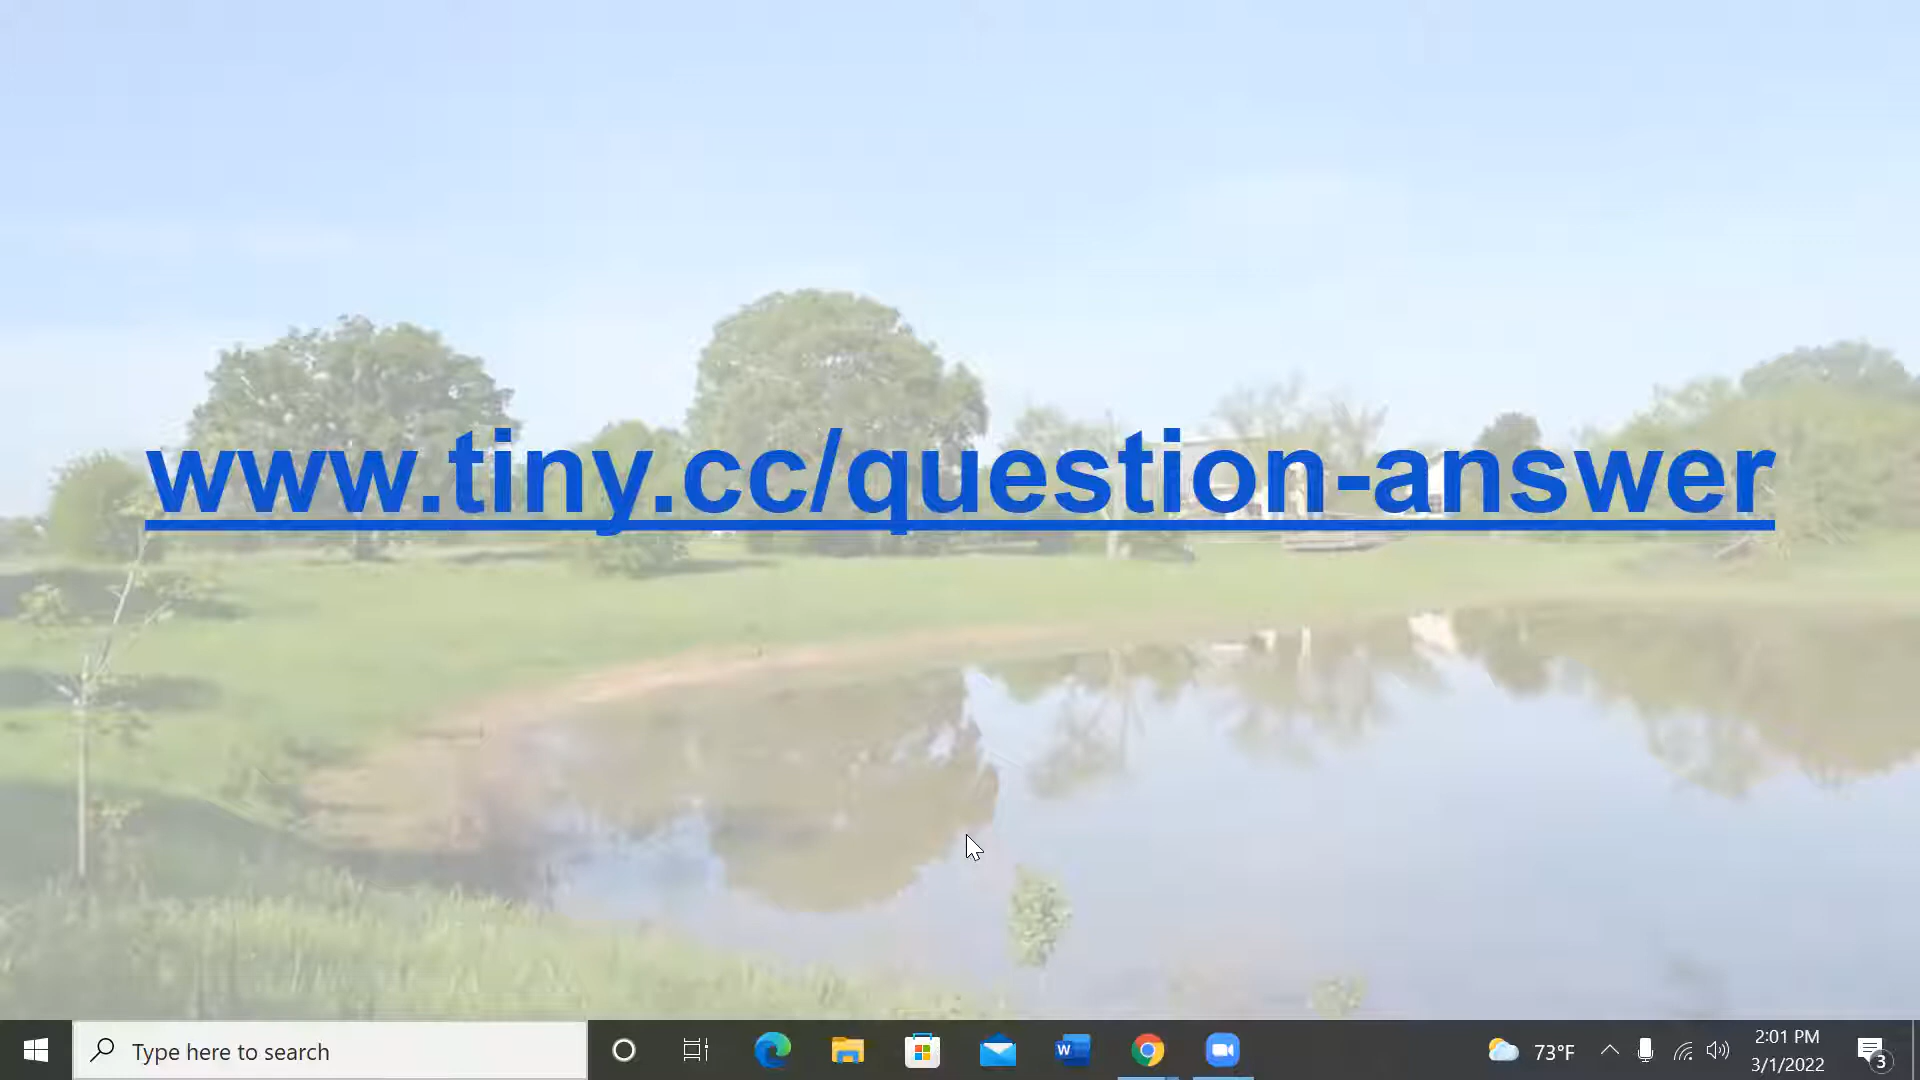 www.tiny.cc/question-answer
Type here to search
W
73°F
2:01 PM
3/1/2022
3